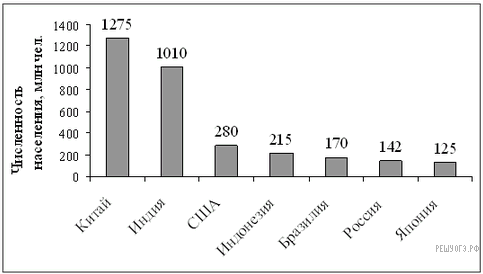 Численность
населения, млн чел.
1400
1200
1000
800
600
400
200
0
1275
1010
280
215
170
142
125
Китай
Индия
США
Индонезия
Бразилия
Россия
Япония
РЕШУОГЭ.РФ